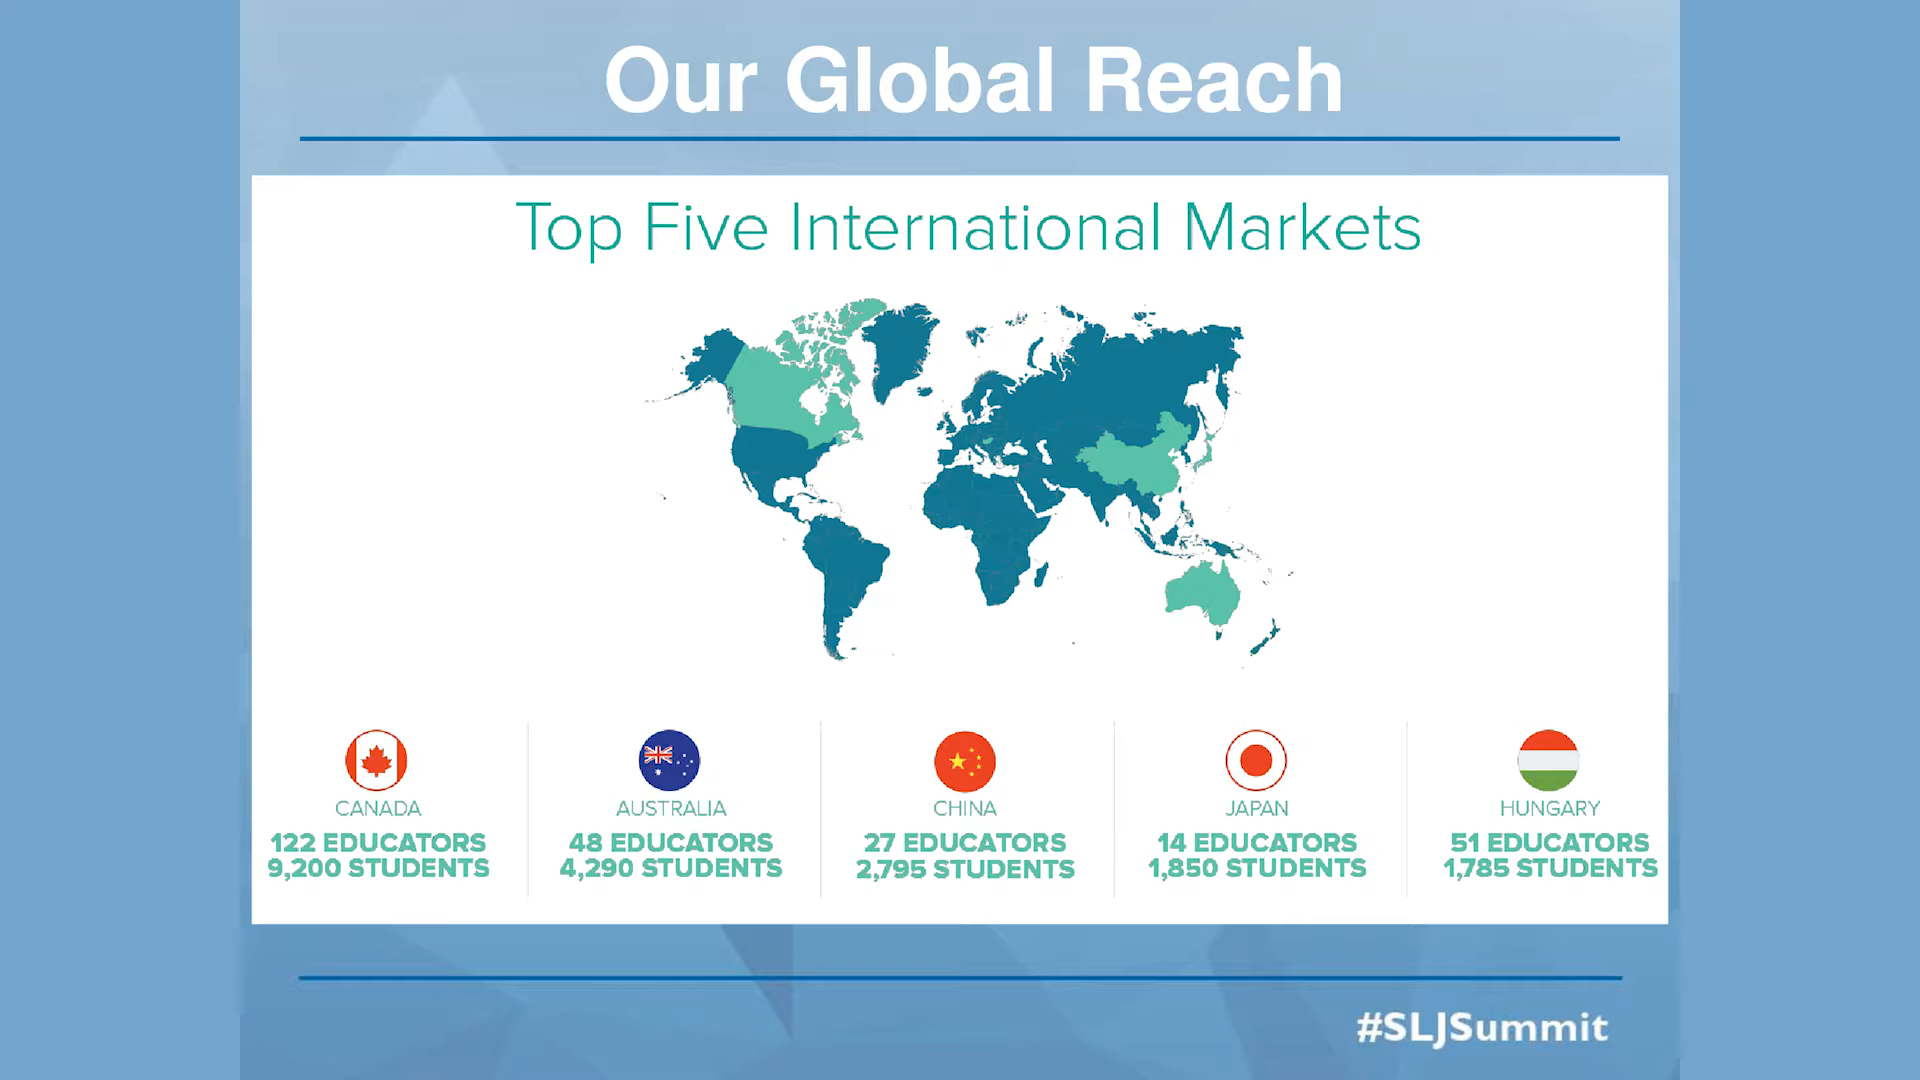 Our Global Reach
Top Five International Markets
CANADA
122 EDUCATORS
9,200 STUDENTS
AUSTRALIA
48 EDUCATORS
4,290 STUDENTS
CHINA
27 EDUCATORS
2,795 STUDENTS
JAPAN
14 EDUCATORS
1,850 STUDENTS
HUNGARY
51 EDUCATORS
1,785 STUDENTS
#SLJSummit